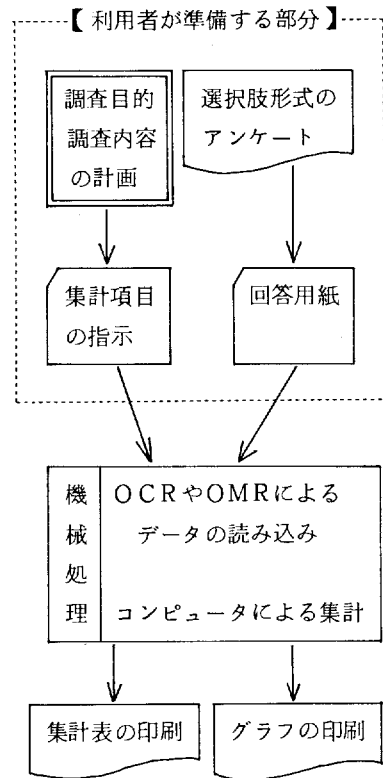 【利用者が準備する部分】
調査目的
調査内容
の計画
選択肢形式の
アンケート
集計項目
の指示
回答用紙
機械処理
OCRやOMRによる
データの読み込み
コンピュータによる集計
集計表の印刷
グラフの印刷